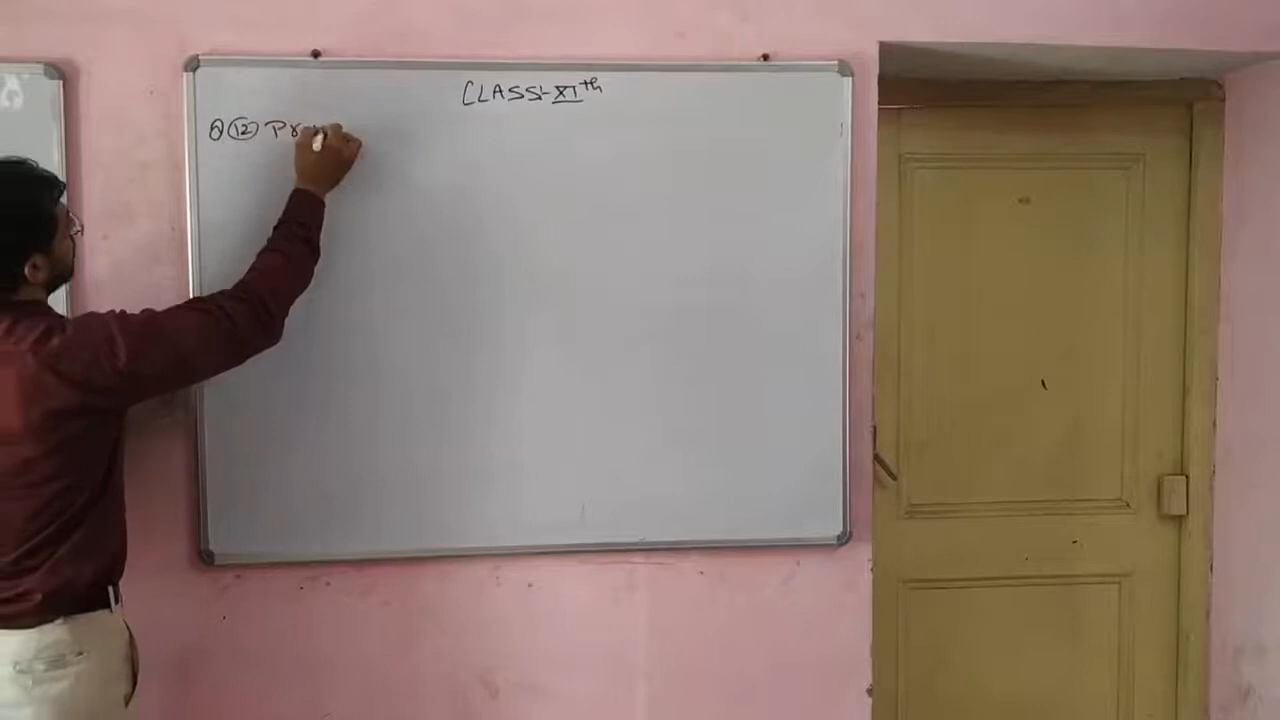 CLASS:- XIth
Q (12) Pr